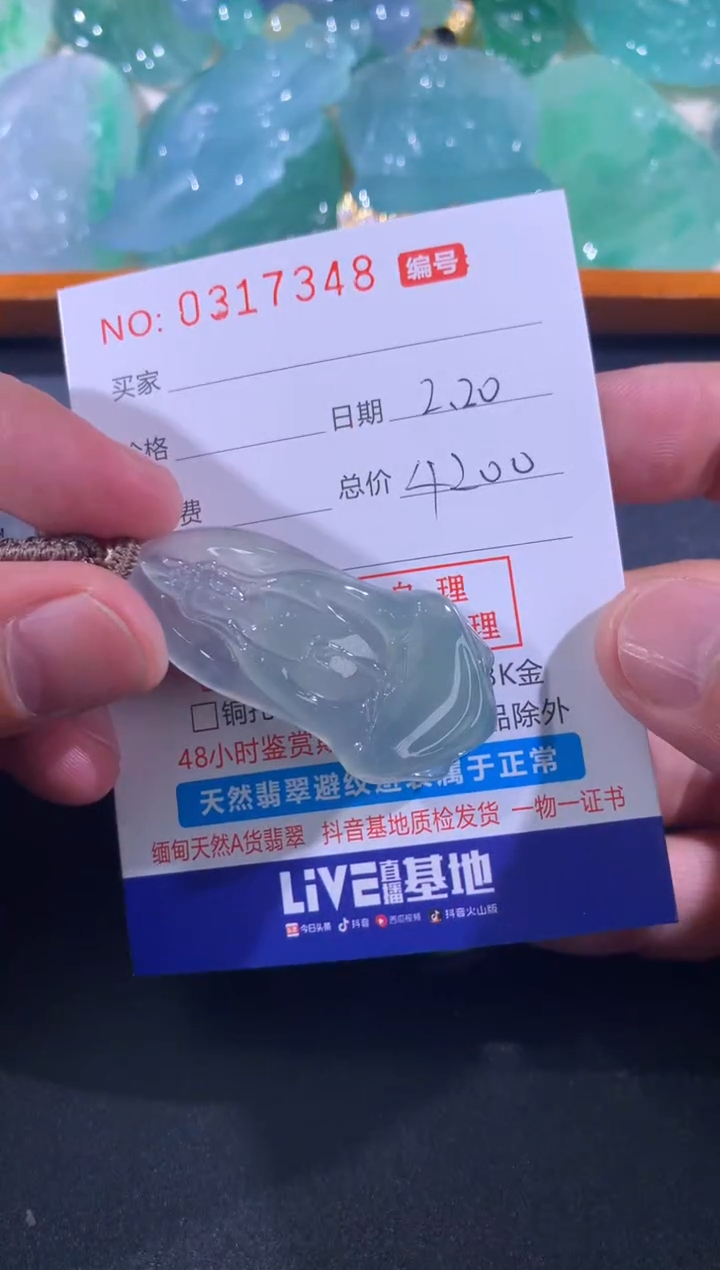 NO: 0317348 编号
买家
日期 2.20
格
总价 4200
费
自理
理
K金
铜 品除外
48小时鉴赏
天然翡翠避纹 属于正常
缅甸天然A货翡翠 抖音基地质检发货 一物一证书
LiVE直播基地
今日头条 抖音 西瓜视频 抖音火山版